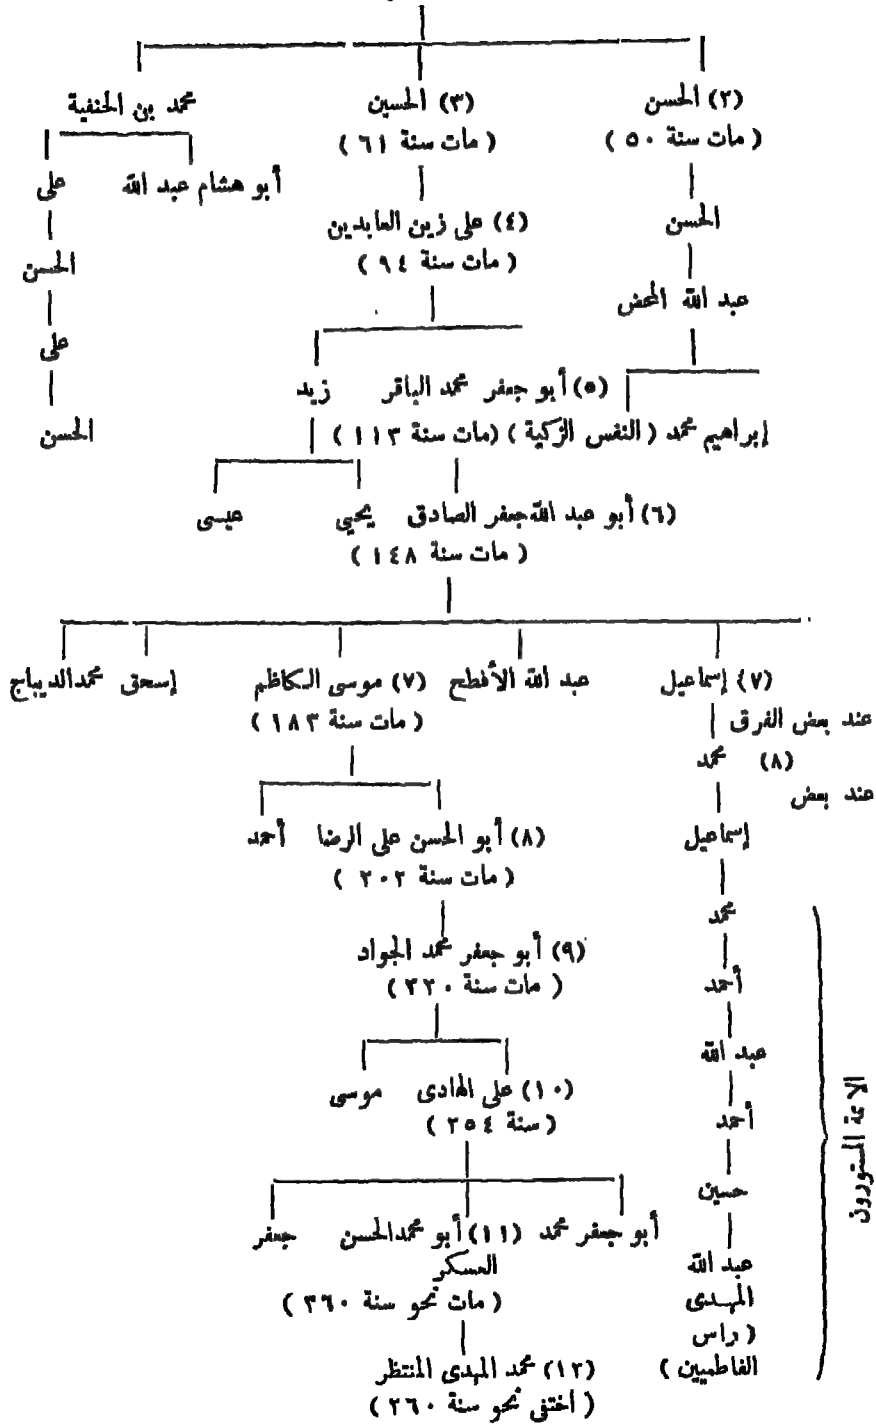 (٢) الحسن (٣) الحسين محمد بن الحنفية
( مات سنة ٥٠ ) ( مات سنة ٦١ )
أبو هشام عبد الله على
الحسن (٤) على زين العابدين
( مات سنة ٩٤ ) الحسن
عبد الله المحض
على
(٥) أبو جعفر محمد الباقر زيد
إبراهيم محمد ( النفس الزكية ) ( مات سنة ١١٣ ) الحسن
(٦) أبو عبد الله جعفر الصادق يحيى عيسى
( مات سنة ١٤٨ )
(٧) إسماعيل عبد الله الأفطح (٧) موسى الكاظم إسحق محمد الديباج
عند بعض الفرق ( مات سنة ١٨٣ )
(٨) محمد
عند بعض
إسماعيل (٨) أبو الحسن على الرضا أحمد
( مات سنة ٢٠٢ )
محمد
(٩) أبو جعفر محمد الجواد
أحمد ( مات سنة ٢٢٠ )
عبد الله
(١٠) على الهادى موسى
أحمد ( سنة ٢٥٤ )
حسين
أبو جعفر محمد (١١) أبو محمد الحسن جعفر
عبد الله العسكر
المهدى ( مات نحو سنة ٢٦٠ )
( راس
الفاطميين ) (١٢) محمد المهدى المنتظر
( أختفى نحو سنة ٢٦٠ )
الائمة المستورون